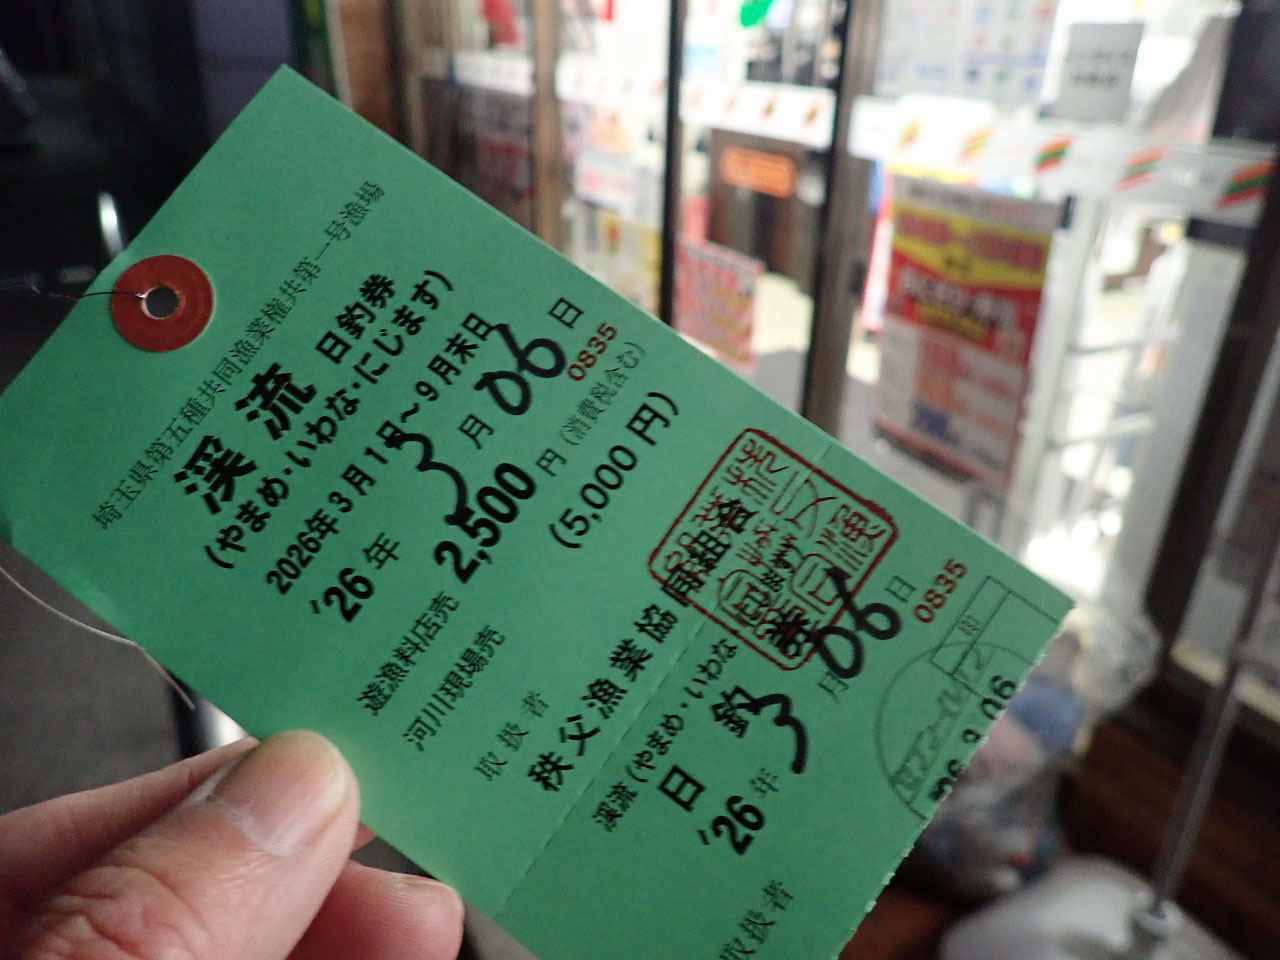 埼玉県第五種共同漁業権共第一号漁場
溪流 日釣券
(やまめ・いわな・にじます)
2026年3月1日～9月末日
'26年 3月 06日
0835
遊漁料店売 2,500円(消費税含む)
河川現場売 (5,000円)
取扱者
秩父漁業協同組合
溪流(やまめ・いわな
日釣券
'26年 3月 06日
0835
印
取扱者